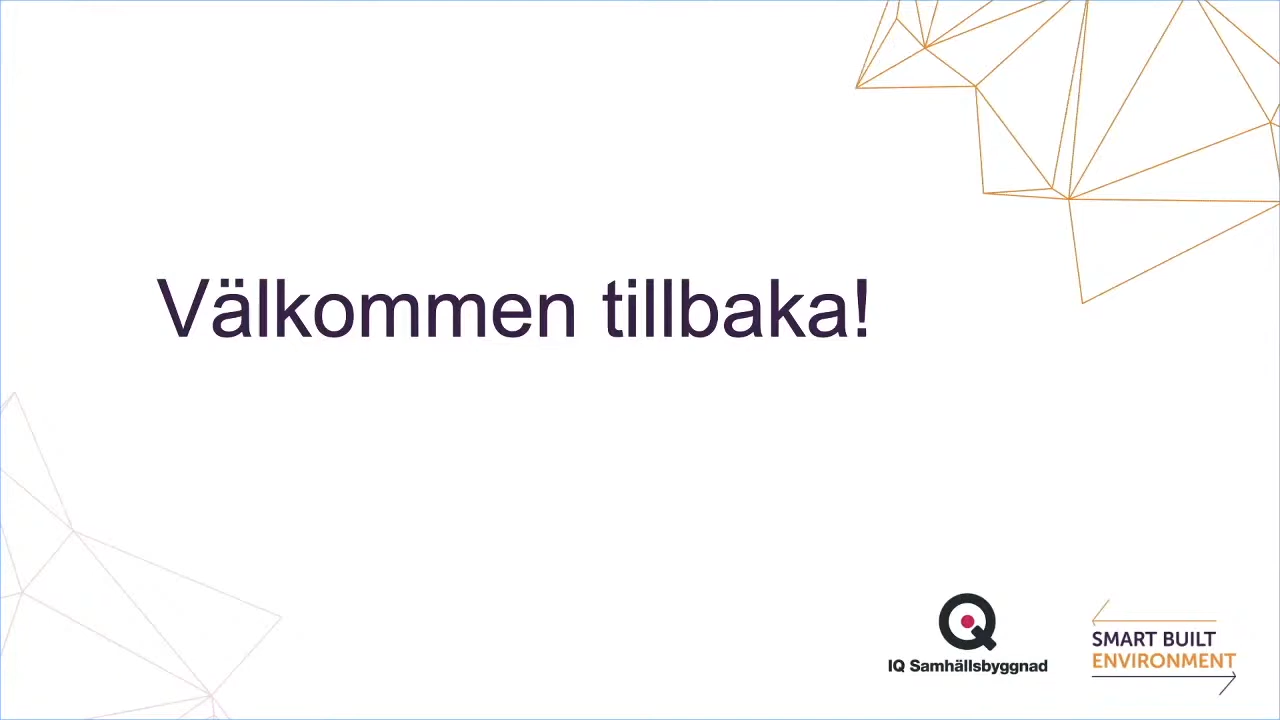 Välkommen tillbaka!
IQ Samhällsbyggnad
SMART BUILT
ENVIRONMENT